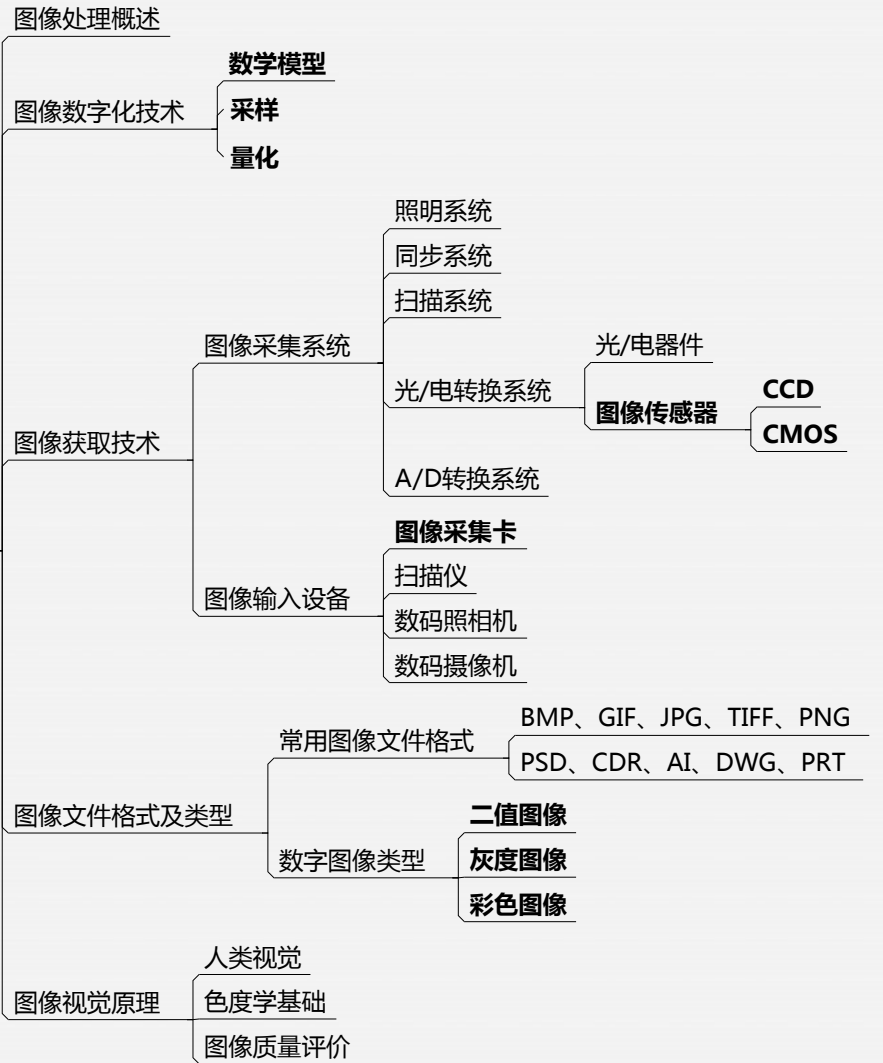 图像处理概述
图像数字化技术
数学模型
采样
量化
图像获取技术
图像采集系统
照明系统
同步系统
扫描系统
光/电转换系统
光/电器件
图像传感器
CCD
CMOS
A/D转换系统
图像输入设备
图像采集卡
扫描仪
数码照相机
数码摄像机
图像文件格式及类型
常用图像文件格式
BMP、GIF、JPG、TIFF、PNG
PSD、CDR、AI、DWG、PRT
数字图像类型
二值图像
灰度图像
彩色图像
图像视觉原理
人类视觉
色度学基础
图像质量评价